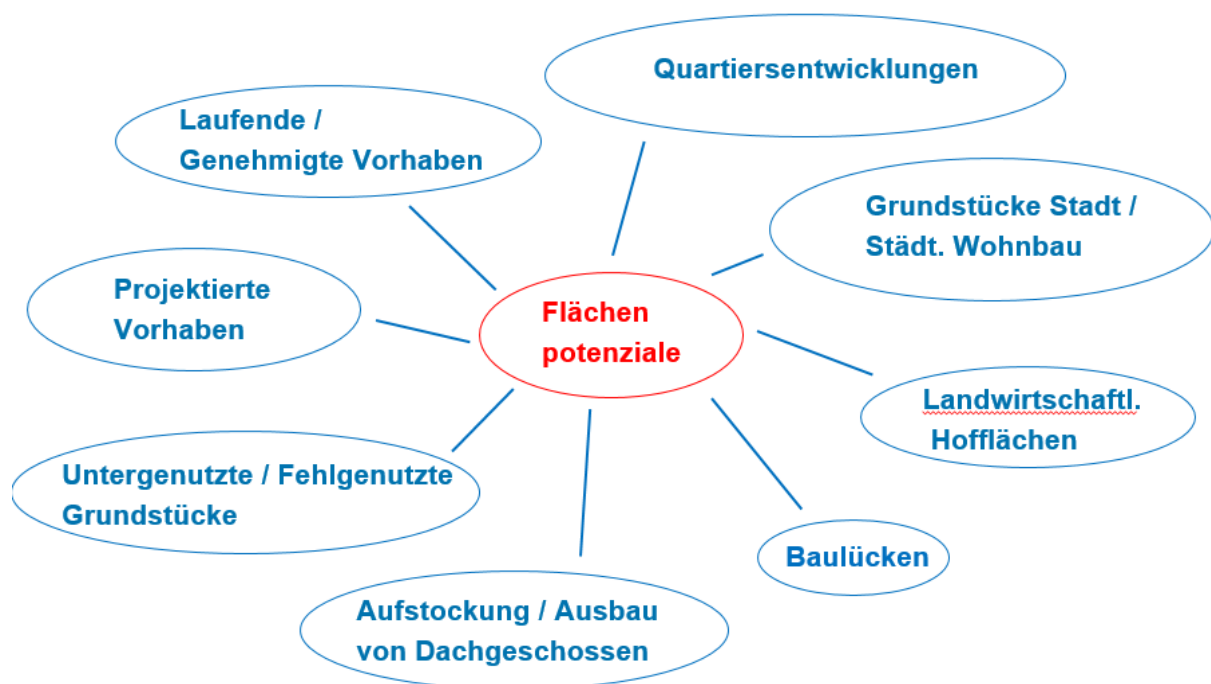 Quartiersentwicklungen
Laufende /
Genehmigte Vorhaben
Grundstücke Stadt /
Städt. Wohnbau
Projektierte
Vorhaben
Flächen
potenziale
Landwirtschaftl.
Hofflächen
Untergenutzte / Fehlgenutzte
Grundstücke
Baulücken
Aufstockung / Ausbau
von Dachgeschossen